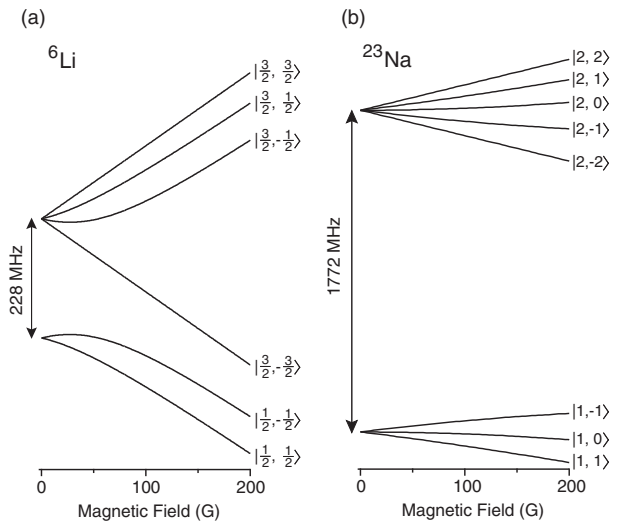 (a)
⁶Li
|3/2, 3/2⟩
|3/2, 1/2⟩
|3/2,-1/2⟩
228 MHz
|3/2,-3/2⟩
|1/2,-1/2⟩
|1/2, 1/2⟩
0
100
200
Magnetic Field (G)
(b)
²³Na
|2, 2⟩
|2, 1⟩
|2, 0⟩
|2,-1⟩
|2,-2⟩
1772 MHz
|1,-1⟩
|1, 0⟩
|1, 1⟩
0
100
200
Magnetic Field (G)